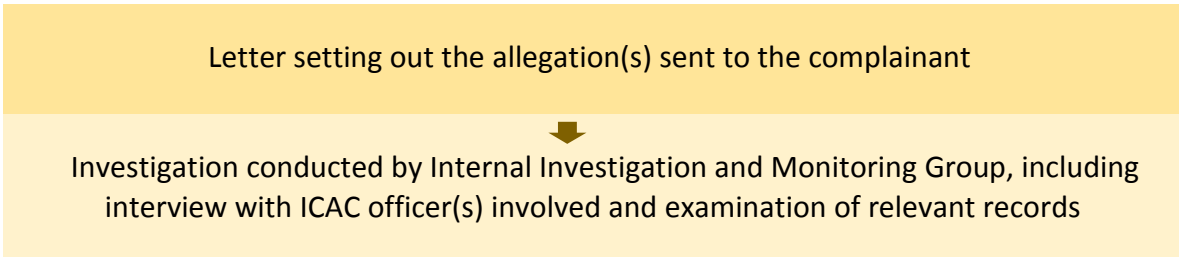 Letter setting out the allegation(s) sent to the complainant
Investigation conducted by Internal Investigation and Monitoring Group, including
interview with ICAC officer(s) involved and examination of relevant records